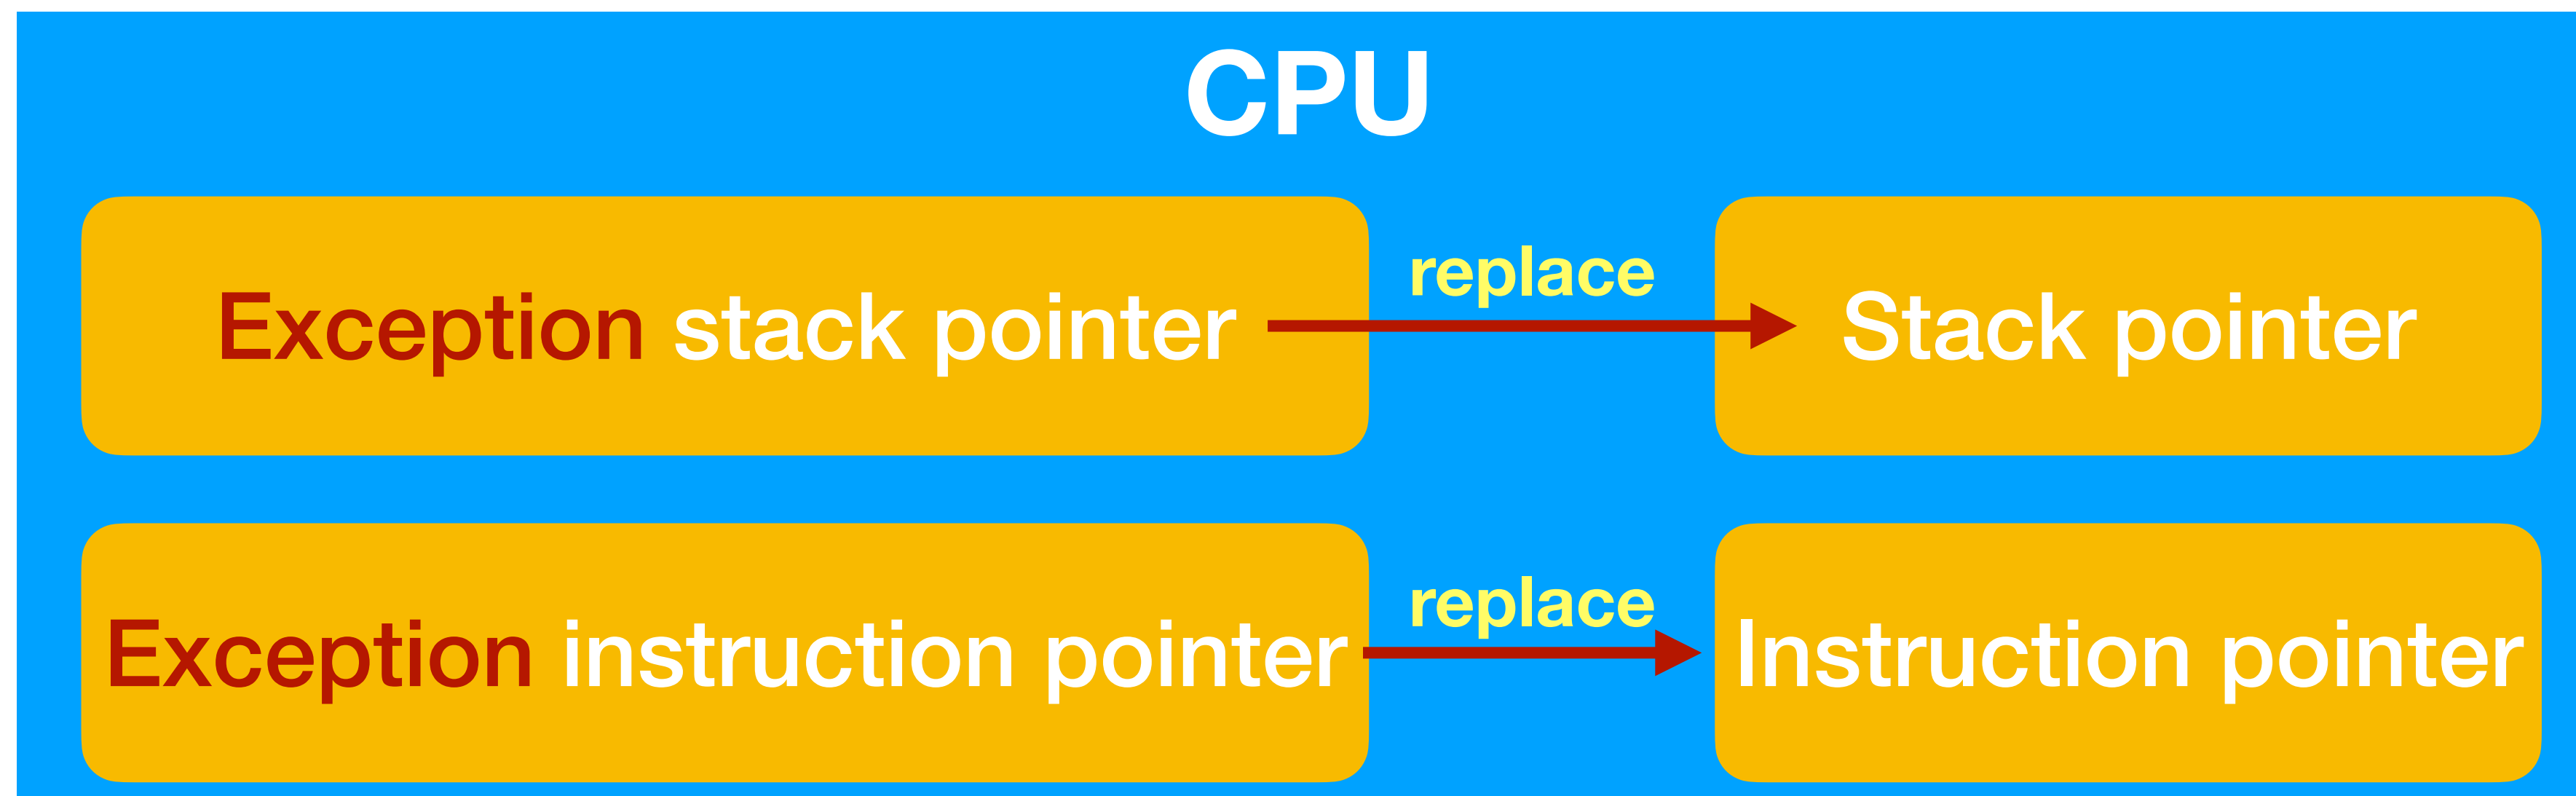 CPU
Exception stack pointer
replace
Stack pointer
Exception instruction pointer
replace
Instruction pointer